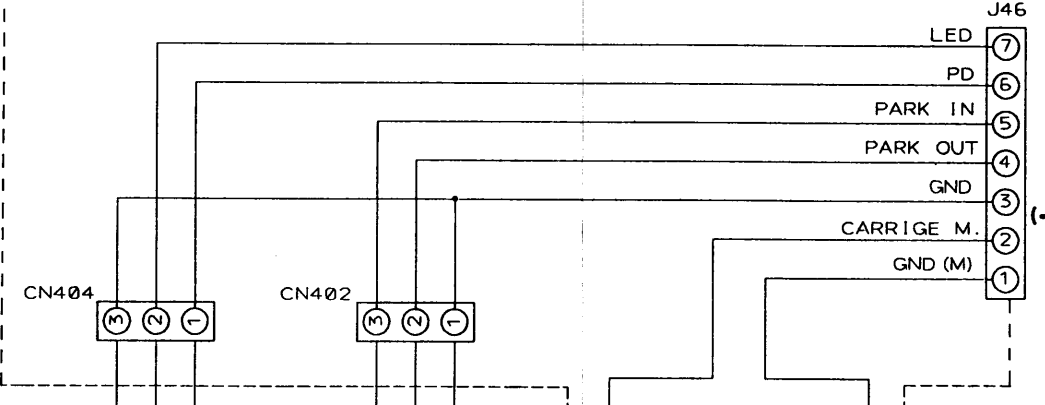 J46
LED 7
PD 6
PARK IN 5
PARK OUT 4
GND 3
CARRIGE M. 2
GND (M) 1
CN404
3 2 1
CN402
3 2 1